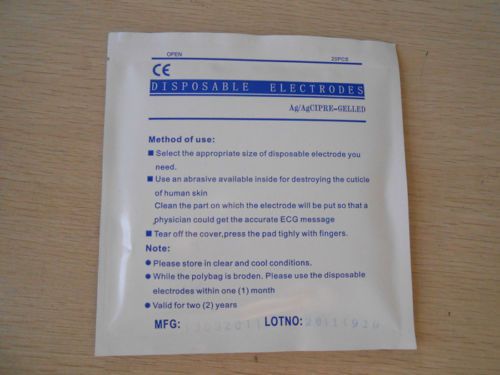 OPEN 25PCS
CE
DISPOSABLE ELECTRODES
Ag/AgCIPRE-GELLED
Method of use:
■ Select the appropriate size of disposable electrode you
need.
■ Use an abrasive available inside for destroying the cuticle
of human skin
Clean the part on which the electrode will be put so that a
physician could get the accurate ECG message
■ Tear off the cover,press the pad tighly with fingers.
Note:
● Please store in clear and cool conditions.
● While the polybag is broden. Please use the disposable
electrodes within one (1) month
● Valid for two (2) years
MFG: LOTNO: